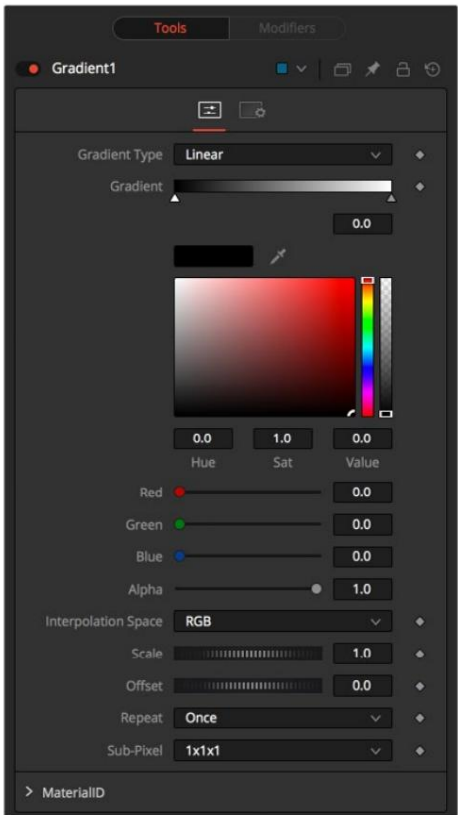 Tools Modifiers
Gradient1
Gradient Type Linear
Gradient
0.0
0.0 1.0 0.0
Hue Sat Value
Red 0.0
Green 0.0
Blue 0.0
Alpha 1.0
Interpolation Space RGB
Scale 1.0
Offset 0.0
Repeat Once
Sub-Pixel 1x1x1
> MaterialID